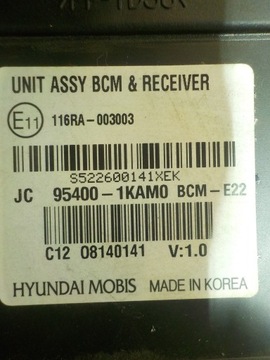 UNIT ASSY BCM & RECEIVER
E11 116RA-003003
S522600141XEK
JC 95400-1KAM0 BCM-E22
C12 08140141 V:1.0
HYUNDAI MOBIS MADE IN KOREA